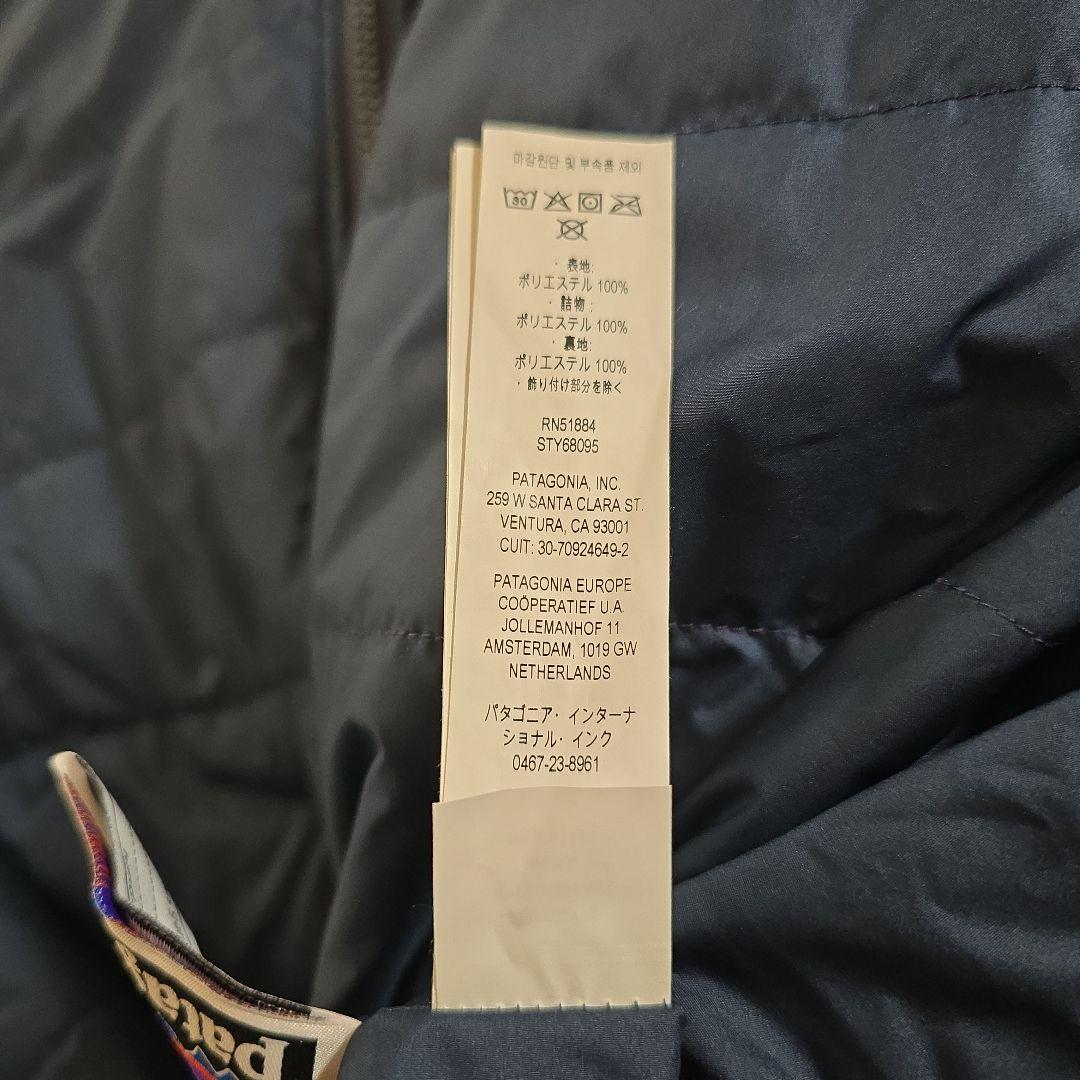 마감원단 및 부속품 제외
30
・ 表地:
ポリエステル 100%
・ 詰物 :
ポリエステル 100%
・ 裏地:
ポリエステル 100%
・ 飾り付け部分を除く
RN51884
STY68095
PATAGONIA, INC.
259 W SANTA CLARA ST.
VENTURA, CA 93001
CUIT: 30-70924649-2
PATAGONIA EUROPE
COÖPERATIEF U.A.
JOLLEMANHOF 11
AMSTERDAM, 1019 GW
NETHERLANDS
パタゴニア・インターナ
ショナル・インク
0467-23-8961
pata